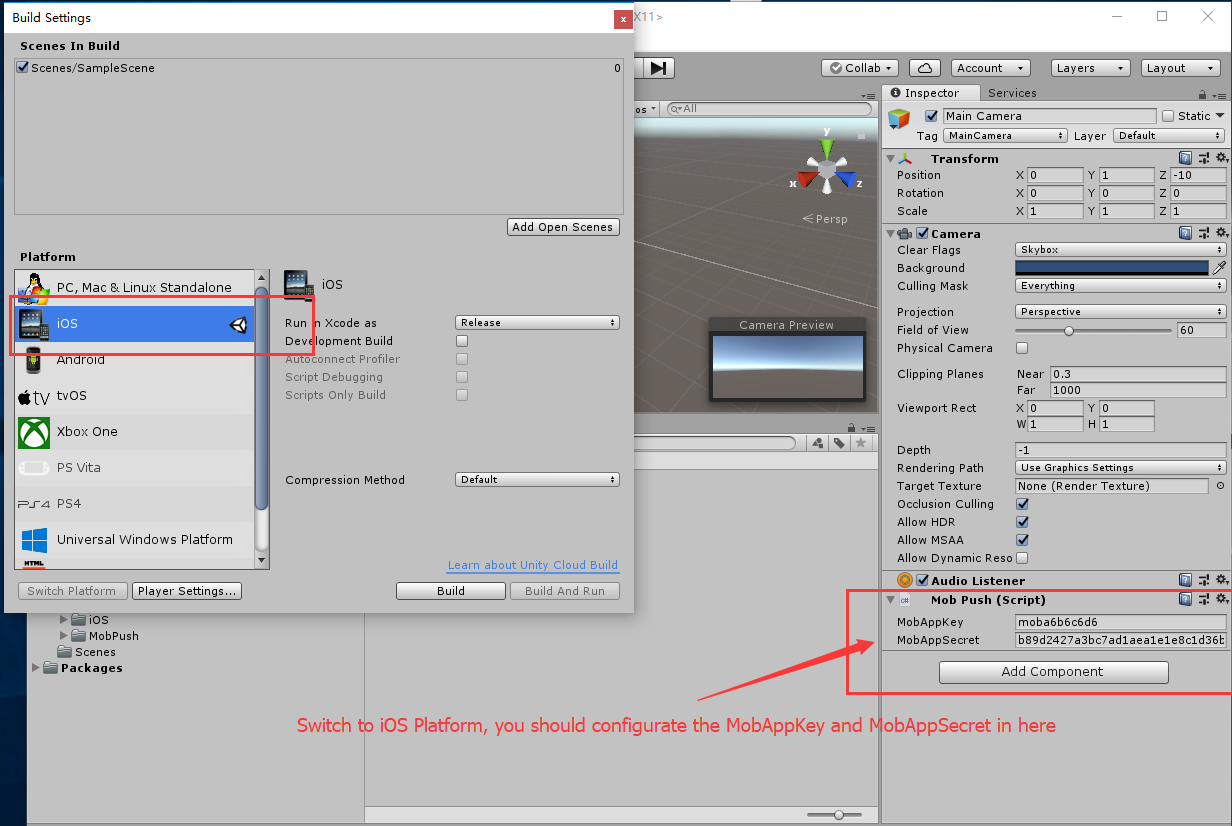 Build Settings
x
X11>
Scenes In Build
Scenes/SampleScene 0
Add Open Scenes
Platform
PC, Mac & Linux Standalone
iOS
Android
tvOS
Xbox One
PS Vita
PS4
Universal Windows Platform
HTML
iOS
Run in Xcode as Release
Development Build
Autoconnect Profiler
Script Debugging
Scripts Only Build
Compression Method Default
Learn about Unity Cloud Build
Switch Platform Player Settings... Build Build And Run
iOS
MobPush
Scenes
Packages
Collab Account Layers Layout
os All
y
x z
Persp
Camera Preview
Inspector Services
Main Camera Static
Tag MainCamera Layer Default
Transform
Position X 0 Y 1 Z -10
Rotation X 0 Y 0 Z 0
Scale X 1 Y 1 Z 1
Camera
Clear Flags Skybox
Background
Culling Mask Everything
Projection Perspective
Field of View 60
Physical Camera
Clipping Planes Near 0.3
Far 1000
Viewport Rect X 0 Y 0
W 1 H 1
Depth -1
Rendering Path Use Graphics Settings
Target Texture None (Render Texture)
Occlusion Culling
Allow HDR
Allow MSAA
Allow Dynamic Reso
Audio Listener
C# Mob Push (Script)
MobAppKey moba6b6c6d6
MobAppSecret b89d2427a3bc7ad1aea1e1e8c1d36b
Add Component
Switch to iOS Platform, you should configurate the MobAppKey and MobAppSecret in here